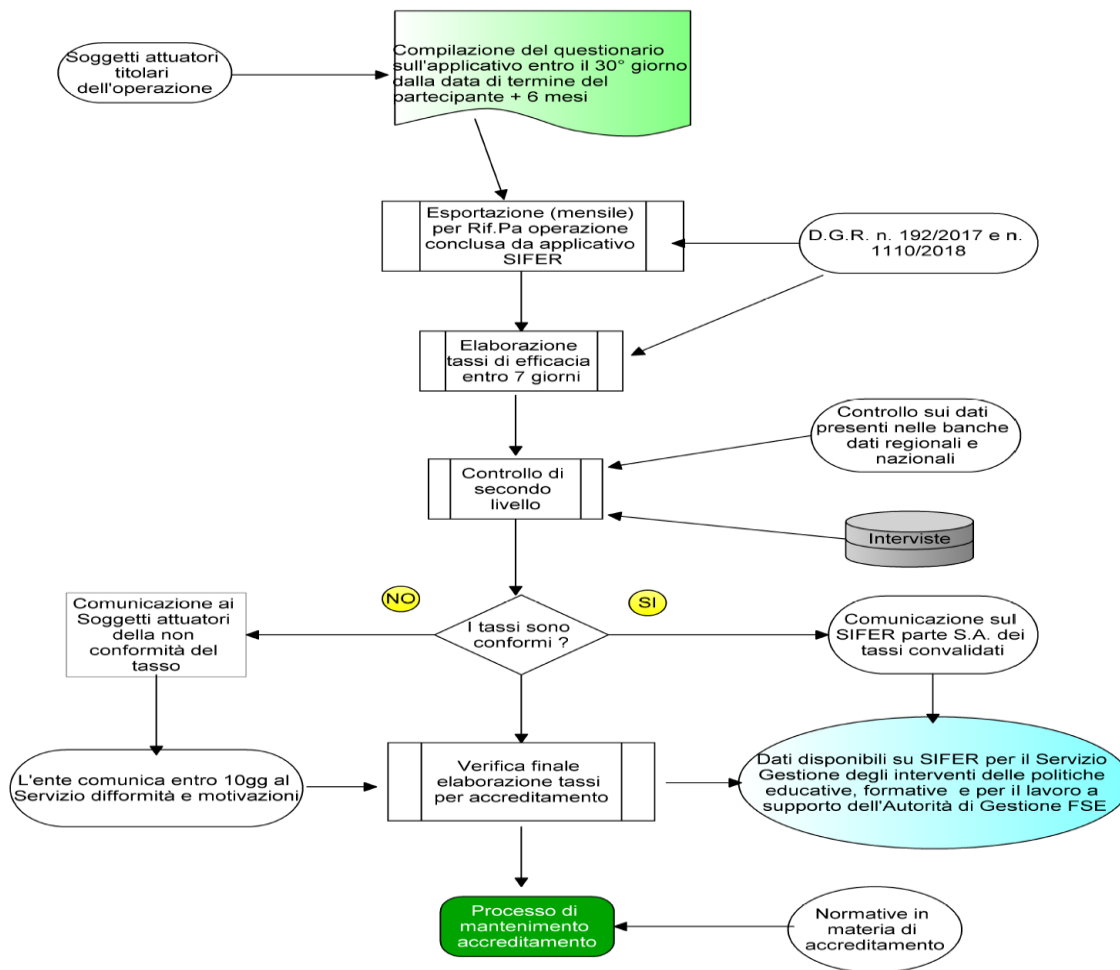 Soggetti attuatori
titolari
dell'operazione
Compilazione del questionario
sull'applicativo entro il 30° giorno
dalla data di termine del
partecipante + 6 mesi
Esportazione (mensile)
per Rif.Pa operazione
conclusa da applicativo
SIFER
D.G.R. n. 192/2017 e n.
1110/2018
Elaborazione
tassi di efficacia
entro 7 giorni
Controllo sui dati
presenti nelle banche
dati regionali e
nazionali
Controllo di
secondo
livello
Interviste
NO
SI
Comunicazione ai
Soggetti attuatori
della non
conformità del
tasso
I tassi sono
conformi ?
Comunicazione sul
SIFER parte S.A. dei
tassi convalidati
L'ente comunica entro 10gg al
Servizio difformità e motivazioni
Verifica finale
elaborazione tassi
per accreditamento
Dati disponibili su SIFER per il Servizio
Gestione degli interventi delle politiche
educative, formative e per il lavoro a
supporto dell'Autorità di Gestione FSE
Processo di
mantenimento
accreditamento
Normative in
materia di
accreditamento